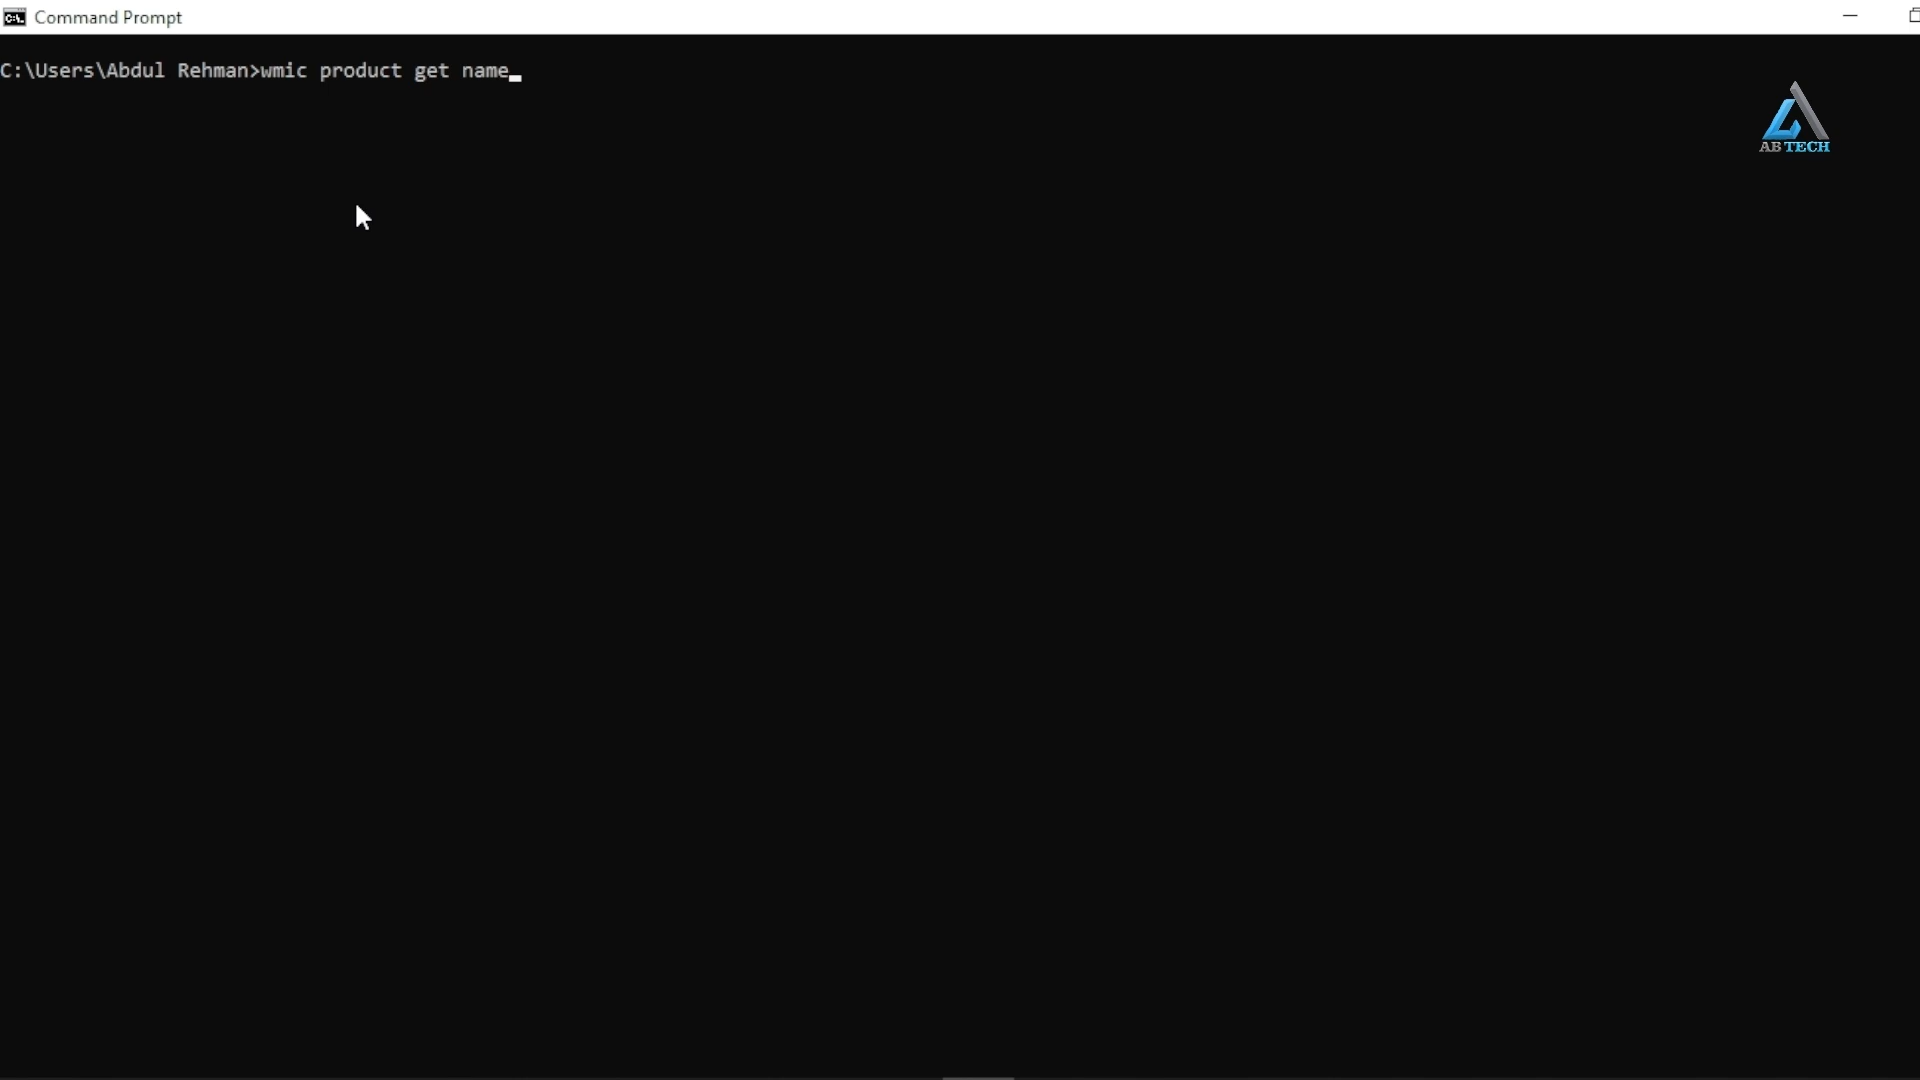 Command Prompt
C:\Users\Abdul Rehman>wmic product get name
AB TECH